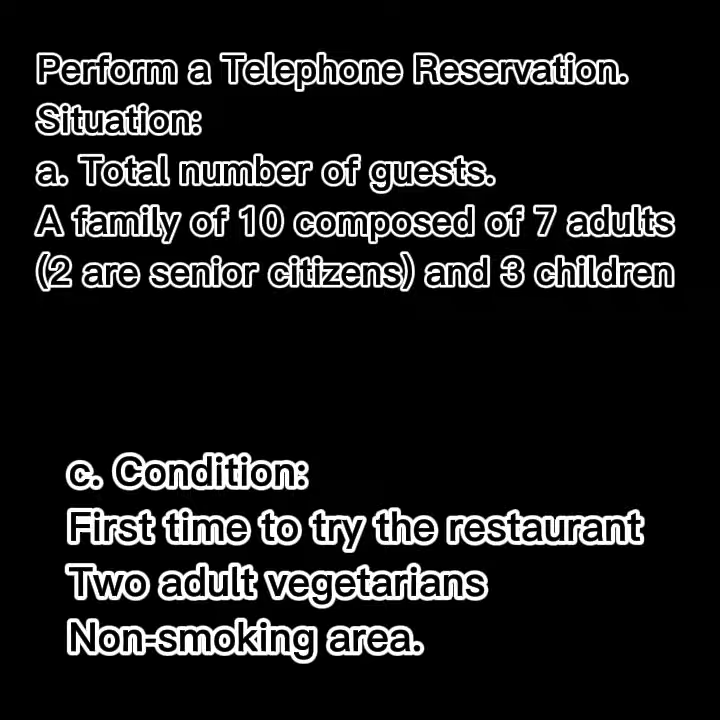 Perform a Telephone Reservation.
Situation:
a. Total number of guests.
A family of 10 composed of 7 adults
(2 are senior citizens) and 3 children
c. Condition:
First time to try the restaurant
Two adult vegetarians
Non-smoking area.